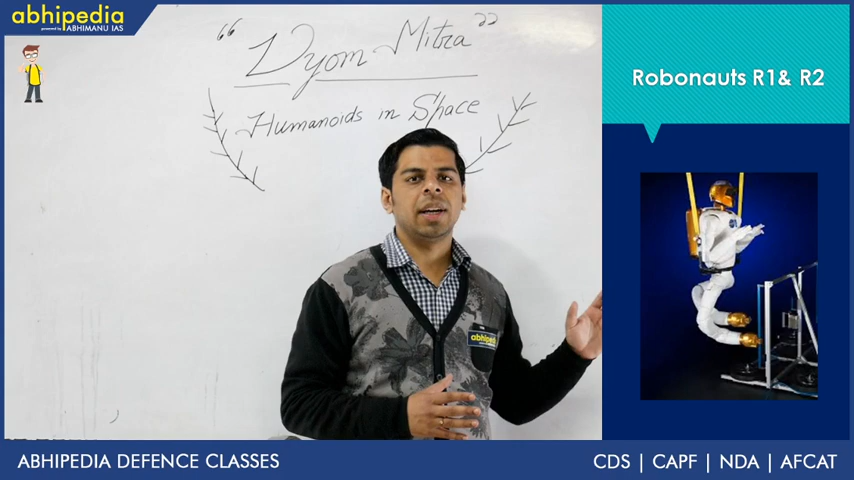 abhipedia
powered by ABHIMANU IAS
“Vyom Mitra”
Humanoids in Space
abhipedia
Robonauts R1& R2
ABHIPEDIA DEFENCE CLASSES
CDS | CAPF | NDA | AFCAT